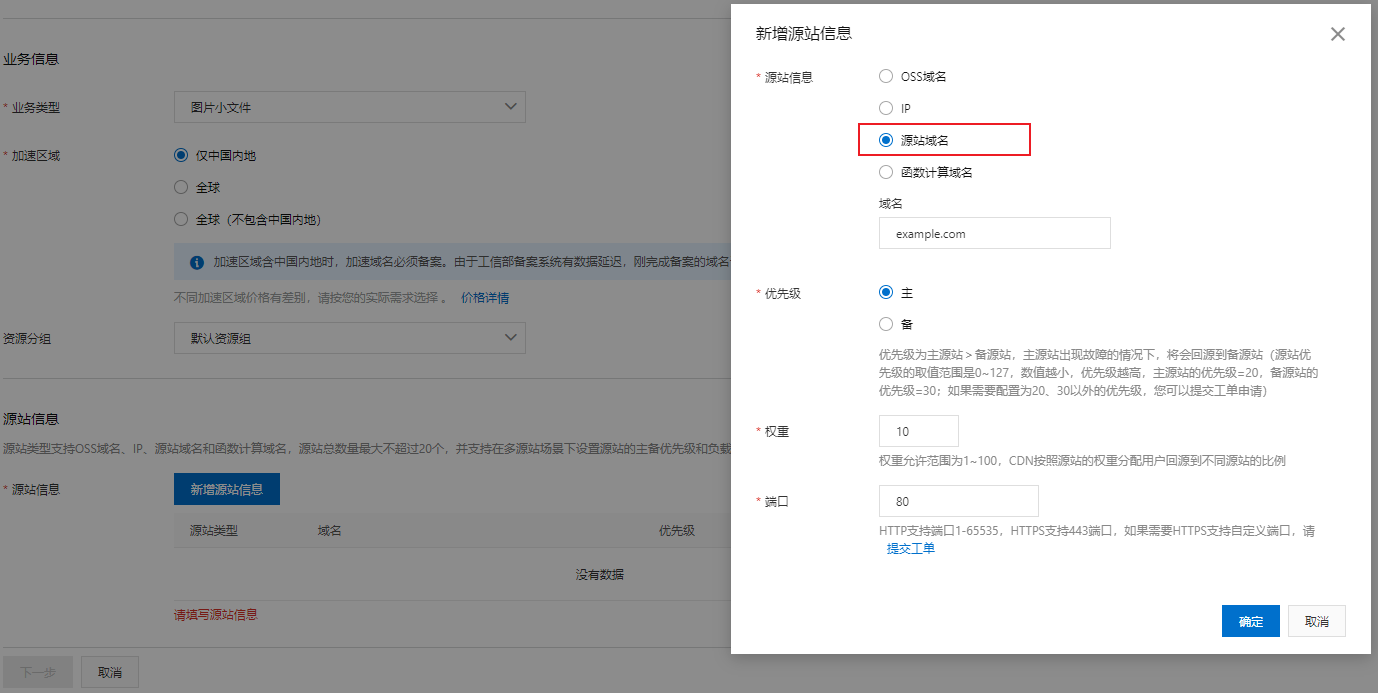 业务信息
* 业务类型
图片小文件
* 加速区域
仅中国内地
全球
全球（不包含中国内地）
加速区域含中国内地时，加速域名必须备案。由于工信部备案系统有数据延迟，刚完成备案的域名
不同加速区域价格有差别，请按您的实际需求选择 。 价格详情
资源分组
默认资源组
源站信息
源站类型支持OSS域名、IP、源站域名和函数计算域名，源站总数量最大不超过20个，并支持在多源站场景下设置源站的主备优先级和负载
* 源站信息
新增源站信息
源站类型 域名 优先级
没有数据
请填写源站信息
下一步 取消
新增源站信息
* 源站信息
OSS域名
IP
源站域名
函数计算域名
域名
example.com
* 优先级
主
备
优先级为主源站 > 备源站，主源站出现故障的情况下，将会回源到备源站（源站优
先级的取值范围是0~127，数值越小，优先级越高，主源站的优先级=20，备源站的
优先级=30；如果需要配置为20、30以外的优先级，您可以提交工单申请）
* 权重
10
权重允许范围为1~100，CDN按照源站的权重分配用户回源到不同源站的比例
* 端口
80
HTTP支持端口1-65535，HTTPS支持443端口，如果需要HTTPS支持自定义端口，请
提交工单
确定 取消